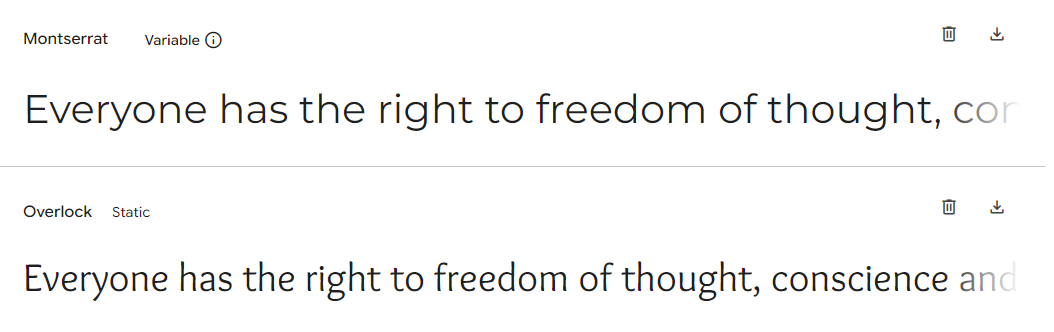 Montserrat Variable
Everyone has the right to freedom of thought, con
Overlock Static
Everyone has the right to freedom of thought, conscience and